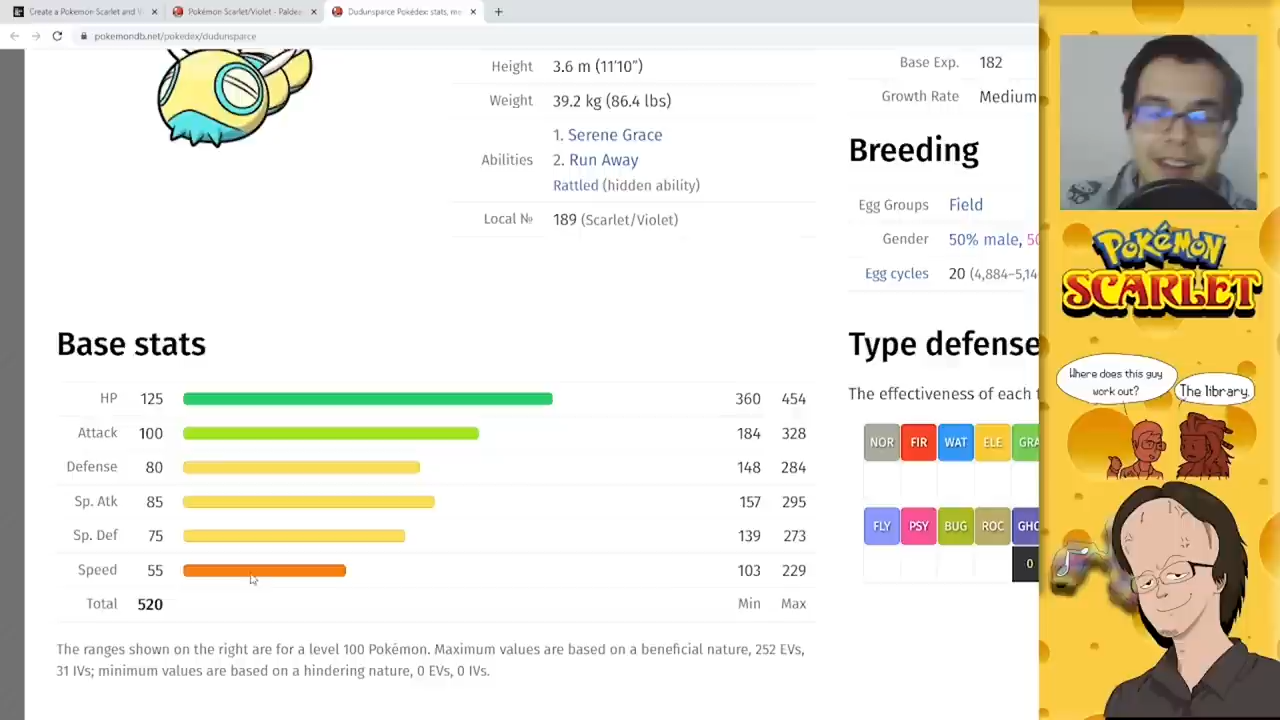 Create a Pokemon Scarlet and Vi
Pokémon Scarlet/Violet - Paldea
Dudunsparce Pokédex: stats, mo
pokemondb.net/pokedex/dudunsparce
Height 3.6 m (11'10")
Weight 39.2 kg (86.4 lbs)
Abilities
1. Serene Grace
2. Run Away
Rattled (hidden ability)
Local № 189 (Scarlet/Violet)
Base Exp. 182
Growth Rate Medium
Breeding
Egg Groups Field
Gender 50% male, 50
Egg cycles 20 (4,884–5,14
Base stats
HP 125 360 454
Attack 100 184 328
Defense 80 148 284
Sp. Atk 85 157 295
Sp. Def 75 139 273
Speed 55 103 229
Total 520 Min Max
The ranges shown on the right are for a level 100 Pokémon. Maximum values are based on a beneficial nature, 252 EVs,
31 IVs; minimum values are based on a hindering nature, 0 EVs, 0 IVs.
Type defense
The effectiveness of each t
NOR FIR WAT ELE GRA
FLY PSY BUG ROC GHO
0
POKéMON
SCARLET
Where does this guy
work out?
The library.